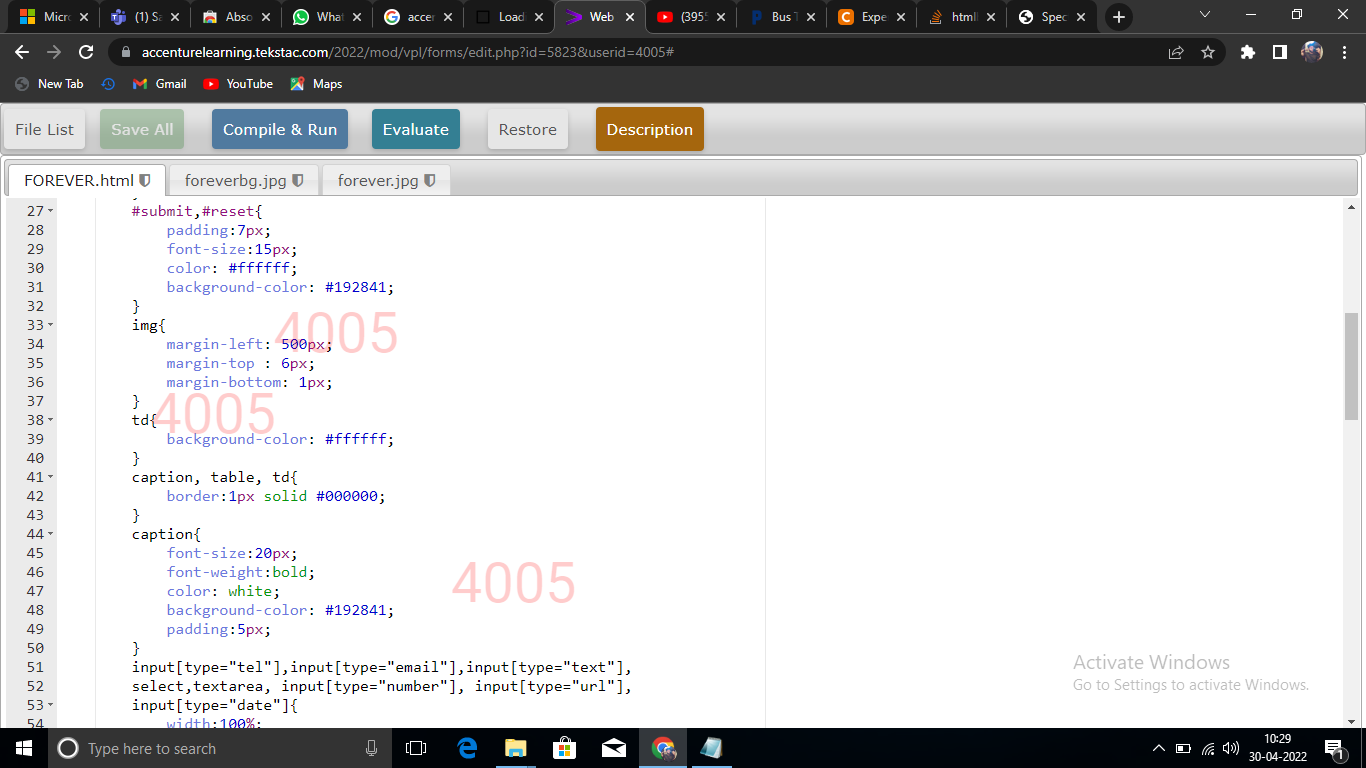 Micro
(1) Sa
Abso
What
accer
Load
Web
(3955
Bus T
Expe
html
Spec
accenturelearning.tekstac.com/2022/mod/vpl/forms/edit.php?id=5823&userid=4005#
New Tab
Gmail
YouTube
Maps
File List
Save All
Compile & Run
Evaluate
Restore
Description
FOREVER.html
foreverbg.jpg
forever.jpg
27 #submit,#reset{
28 padding:7px;
29 font-size:15px;
30 color: #ffffff;
31 background-color: #192841;
32 }
33 img{
4005
34 margin-left: 500px;
35 margin-top : 6px;
36 margin-bottom: 1px;
37 }
38 td{
4005
39 background-color: #ffffff;
40 }
41 caption, table, td{
42 border:1px solid #000000;
43 }
44 caption{
45 font-size:20px;
46 font-weight:bold;
47 color: white;
4005
48 background-color: #192841;
49 padding:5px;
50 }
51 input[type="tel"],input[type="email"],input[type="text"],
52 select,textarea, input[type="number"], input[type="url"],
53 input[type="date"]{
54 width:100%;
Activate Windows
Go to Settings to activate Windows.
Type here to search
10:29
30-04-2022
1